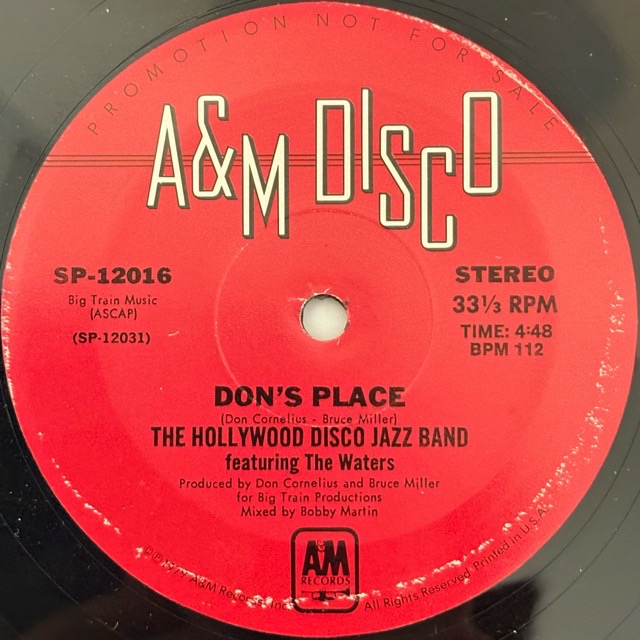 PROMOTION NOT FOR SALE
A&M DISCO
SP-12016
Big Train Music
(ASCAP)
(SP-12031)
STEREO
33⅓ RPM
TIME: 4:48
BPM 112
DON'S PLACE
(Don Cornelius - Bruce Miller)
THE HOLLYWOOD DISCO JAZZ BAND
featuring The Waters
Produced by Don Cornelius and Bruce Miller
for Big Train Productions
Mixed by Bobby Martin
A&M
RECORDS
©℗1977 A&M Records, Inc.
All Rights Reserved. Printed in U.S.A.